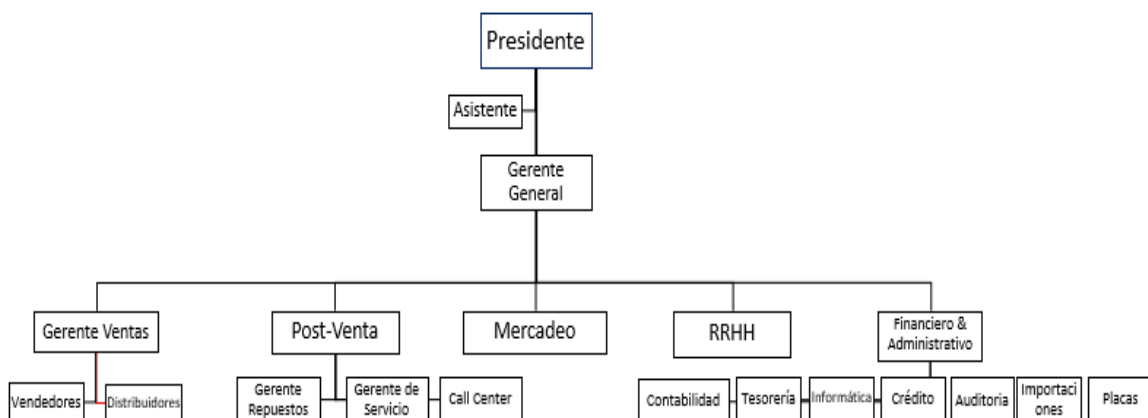 Presidente
Asistente
Gerente
General
Gerente Ventas
Post-Venta
Mercadeo
RRHH
Financiero &
Administrativo
Vendedores
Distribuidores
Gerente
Repuestos
Gerente de
Servicio
Call Center
Contabilidad
Tesorería
Informática
Crédito
Auditoria
Importaci
ones
Placas